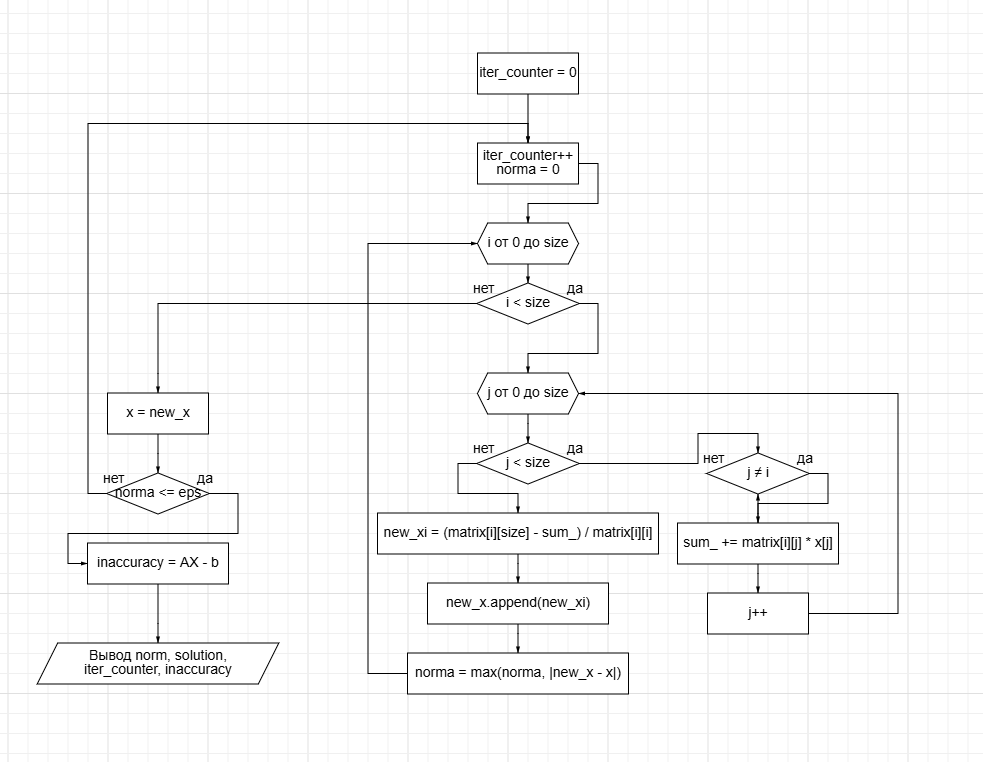 iter_counter = 0
iter_counter++
norma = 0
i от 0 до size
нет
да
i < size
j от 0 до size
x = new_x
нет
да
j < size
нет
да
j ≠ i
нет
да
norma <= eps
new_xi = (matrix[i][size] - sum_) / matrix[i][i]
sum_ += matrix[i][j] * x[j]
inaccuracy = AX - b
new_x.append(new_xi)
j++
Вывод norm, solution,
iter_counter, inaccuracy
norma = max(norma, |new_x - x|)